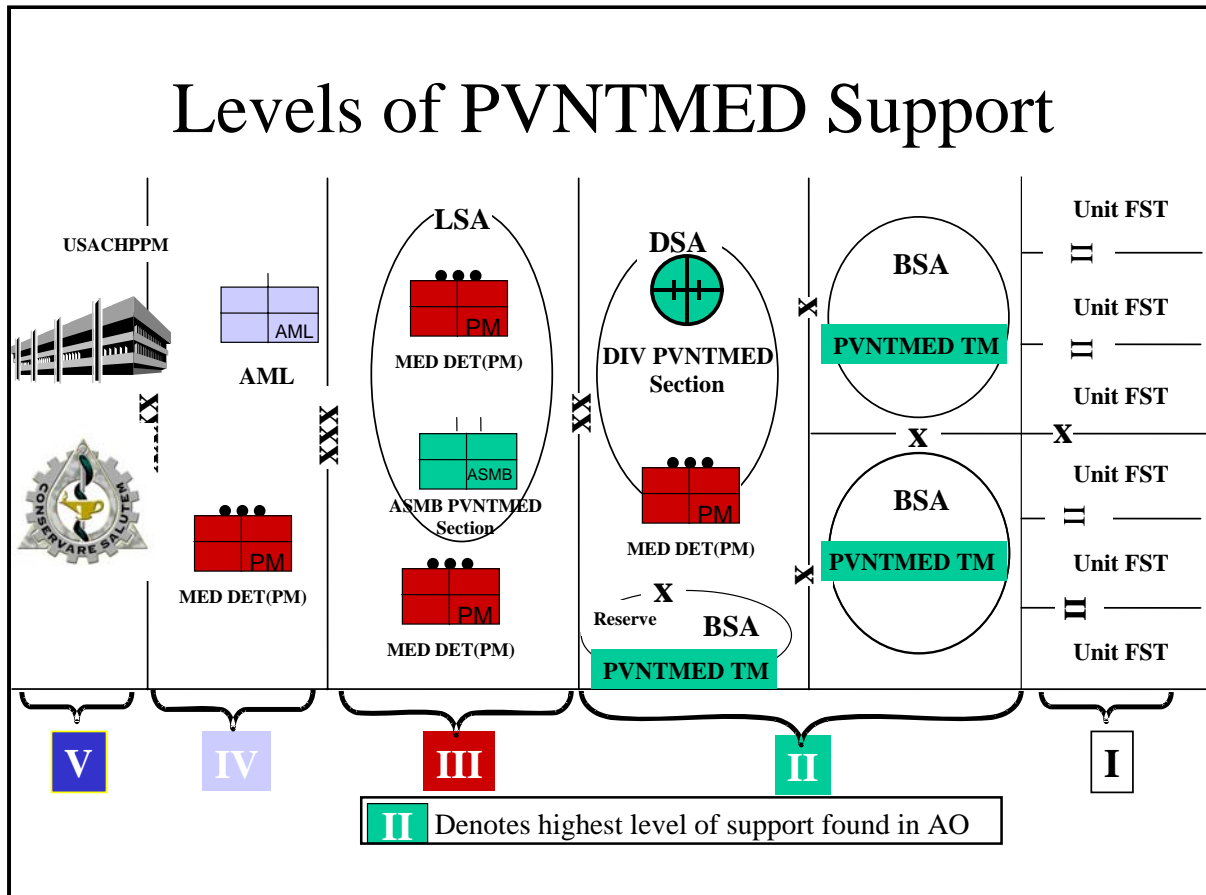 Levels of PVNTMED Support
USACHPPM
CONSERVARE SALUTEM
XXX
AML
AML
PM
MED DET(PM)
XXX
LSA
PM
MED DET(PM)
ASMB
ASMB PVNTMED
Section
PM
MED DET(PM)
XX
DSA
DIV PVNTMED
Section
PM
MED DET(PM)
X
Reserve
BSA
PVNTMED TM
X
X
BSA
PVNTMED TM
X
BSA
PVNTMED TM
Unit FST
II
Unit FST
II
Unit FST
X
Unit FST
II
Unit FST
II
Unit FST
V
IV
III
II
I
II Denotes highest level of support found in AO